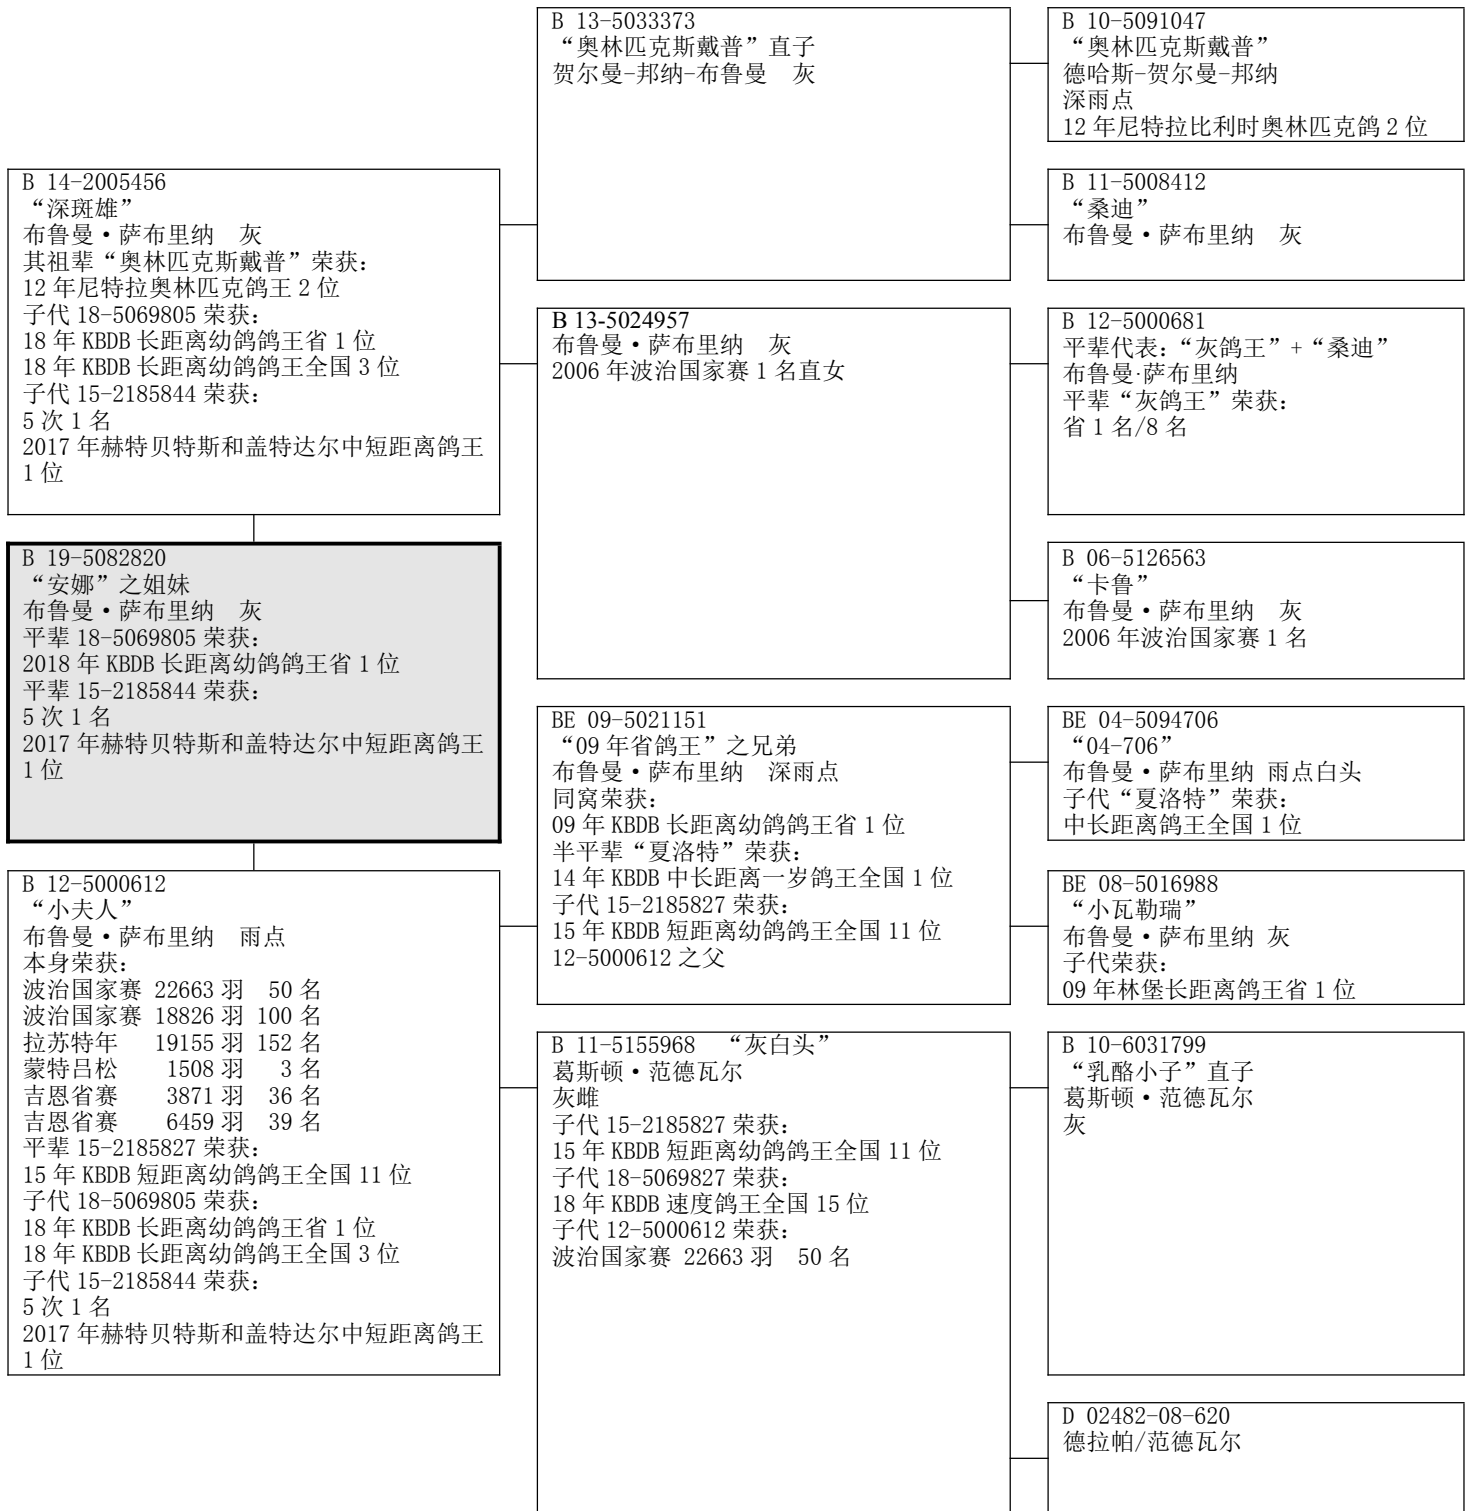 B 14-2005456
“深斑雄”
布鲁曼•萨布里纳　灰
其祖辈“奥林匹克斯戴普”荣获：
12 年尼特拉奥林匹克鸽王 2 位
子代 18-5069805 荣获：
18 年 KBDB 长距离幼鸽鸽王省 1 位
18 年 KBDB 长距离幼鸽鸽王全国 3 位
子代 15-2185844 荣获：
5 次 1 名
2017 年赫特贝特斯和盖特达尔中短距离鸽王
1 位
B 19-5082820
“安娜”之姐妹
布鲁曼•萨布里纳　灰
平辈 18-5069805 荣获：
2018 年 KBDB 长距离幼鸽鸽王省 1 位
平辈 15-2185844 荣获：
5 次 1 名
2017 年赫特贝特斯和盖特达尔中短距离鸽王
1 位
B 12-5000612
“小夫人”
布鲁曼•萨布里纳　雨点
本身荣获：
波治国家赛 22663 羽　50 名
波治国家赛 18826 羽 100 名
拉苏特年　 19155 羽 152 名
蒙特吕松　　1508 羽　 3 名
吉恩省赛　　3871 羽　36 名
吉恩省赛　　6459 羽　39 名
平辈 15-2185827 荣获：
15 年 KBDB 短距离幼鸽鸽王全国 11 位
子代 18-5069805 荣获：
18 年 KBDB 长距离幼鸽鸽王省 1 位
18 年 KBDB 长距离幼鸽鸽王全国 3 位
子代 15-2185844 荣获：
5 次 1 名
2017 年赫特贝特斯和盖特达尔中短距离鸽王
1 位
B 13-5033373
“奥林匹克斯戴普”直子
贺尔曼-邦纳-布鲁曼　灰
B 13-5024957
布鲁曼•萨布里纳　灰
2006 年波治国家赛 1 名直女
BE 09-5021151
“09 年省鸽王”之兄弟
布鲁曼•萨布里纳　深雨点
同窝荣获：
09 年 KBDB 长距离幼鸽鸽王省 1 位
半平辈“夏洛特”荣获：
14 年 KBDB 中长距离一岁鸽王全国 1 位
子代 15-2185827 荣获：
15 年 KBDB 短距离幼鸽鸽王全国 11 位
12-5000612 之父
B 11-5155968　“灰白头”
葛斯顿•范德瓦尔
灰雌
子代 15-2185827 荣获：
15 年 KBDB 短距离幼鸽鸽王全国 11 位
子代 18-5069827 荣获：
18 年 KBDB 速度鸽王全国 15 位
子代 12-5000612 荣获：
波治国家赛 22663 羽　50 名
B 10-5091047
“奥林匹克斯戴普”
德哈斯-贺尔曼-邦纳
深雨点
12 年尼特拉比利时奥林匹克鸽 2 位
B 11-5008412
“桑迪”
布鲁曼•萨布里纳　灰
B 12-5000681
平辈代表：“灰鸽王”+“桑迪”
布鲁曼·萨布里纳
平辈“灰鸽王”荣获：
省 1 名/8 名
B 06-5126563
“卡鲁”
布鲁曼•萨布里纳　灰
2006 年波治国家赛 1 名
BE 04-5094706
“04-706”
布鲁曼•萨布里纳 雨点白头
子代“夏洛特”荣获：
中长距离鸽王全国 1 位
BE 08-5016988
“小瓦勒瑞”
布鲁曼•萨布里纳 灰
子代荣获：
09 年林堡长距离鸽王省 1 位
B 10-6031799
“乳酪小子”直子
葛斯顿•范德瓦尔
灰
D 02482-08-620
德拉帕/范德瓦尔